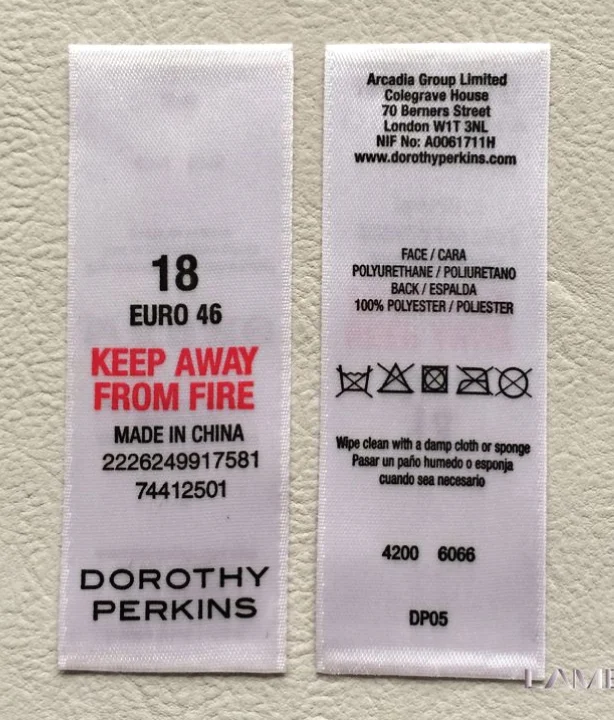 18
EURO 46
KEEP AWAY
FROM FIRE
MADE IN CHINA
2226249917581
74412501
DOROTHY
PERKINS
Arcadia Group Limited
Colegrave House
70 Berners Street
London W1T 3NL
NIF No: A0061711H
www.dorothyperkins.com
FACE / CARA
POLYURETHANE / POLIURETANO
BACK / ESPALDA
100% POLYESTER / POLIESTER
Wipe clean with a damp cloth or sponge
Pasar un paño humedo o esponja
cuando sea necesario
4200 6066
DP05